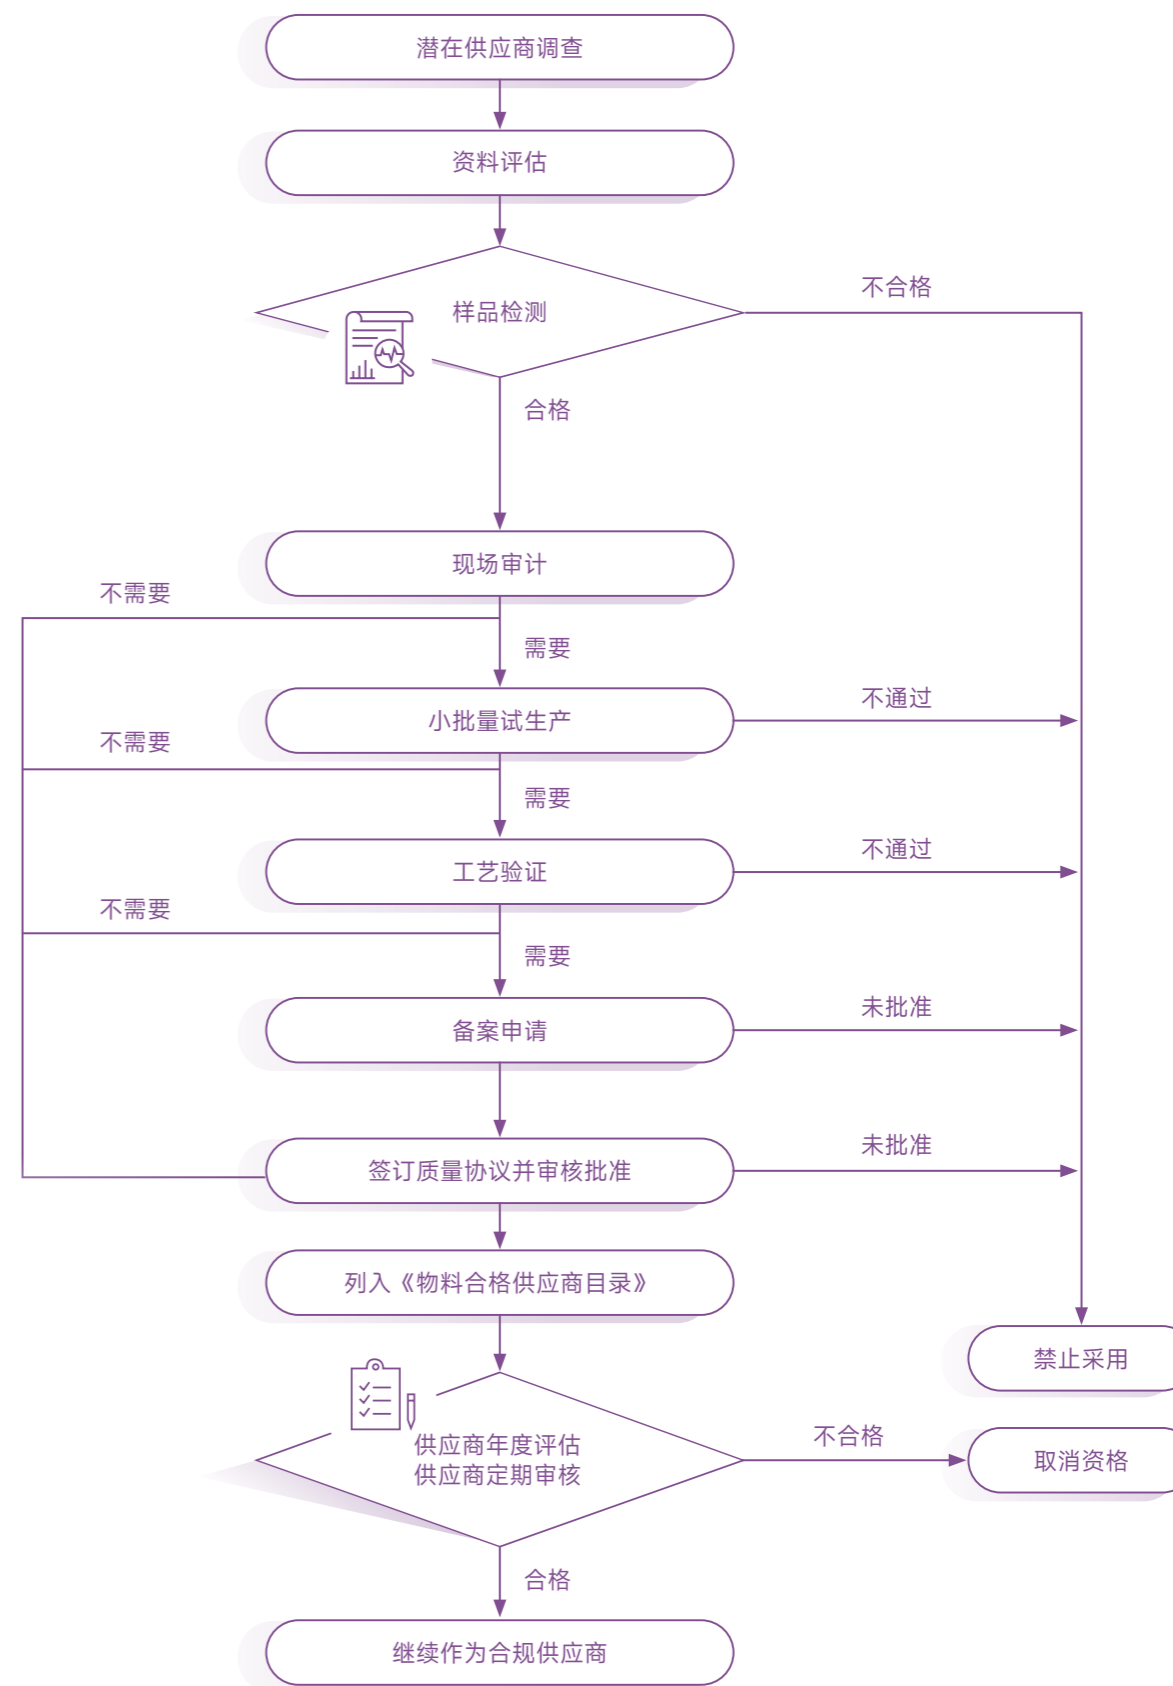 潜在供应商调查
资料评估
样品检测
不合格
合格
现场审计
不需要
需要
小批量试生产
不通过
不需要
需要
工艺验证
不通过
不需要
需要
备案申请
未批准
签订质量协议并审核批准
未批准
列入《物料合格供应商目录》
禁止采用
供应商年度评估
供应商定期审核
不合格
取消资格
合格
继续作为合规供应商